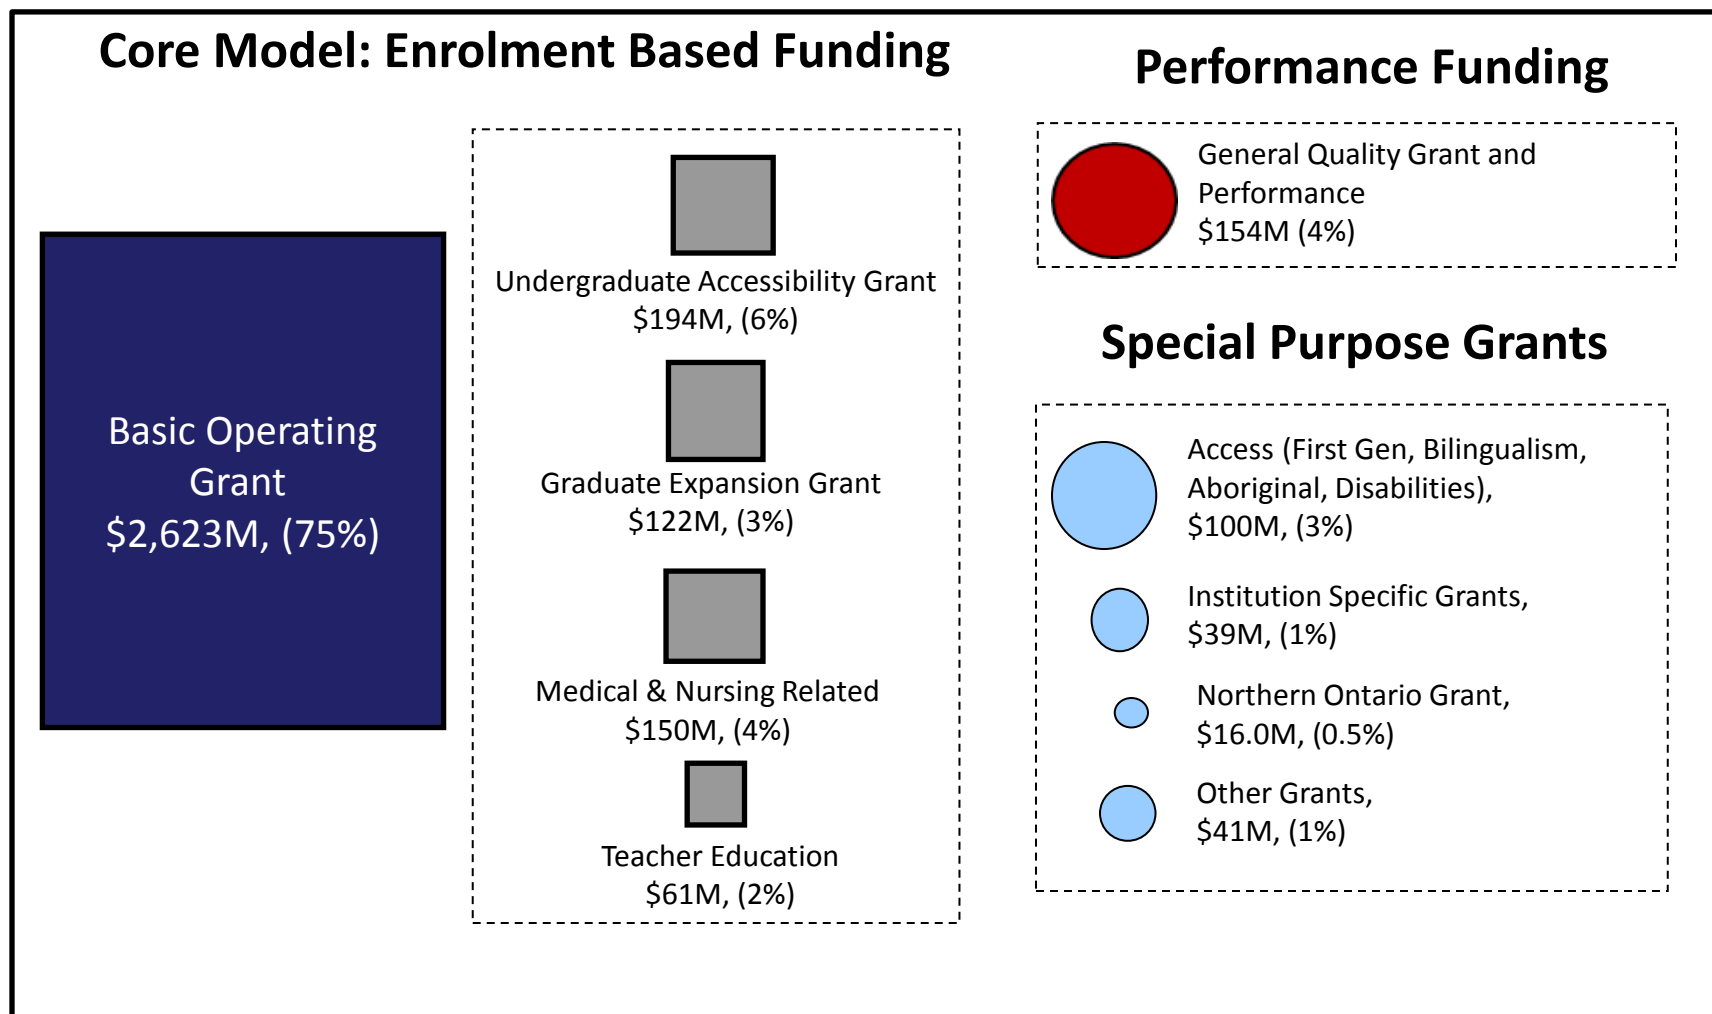 Core Model: Enrolment Based Funding
Basic Operating
Grant
$2,623M, (75%)
Undergraduate Accessibility Grant
$194M, (6%)
Graduate Expansion Grant
$122M, (3%)
Medical & Nursing Related
$150M, (4%)
Teacher Education
$61M, (2%)
Performance Funding
General Quality Grant and
Performance
$154M (4%)
Special Purpose Grants
Access (First Gen, Bilingualism,
Aboriginal, Disabilities),
$100M, (3%)
Institution Specific Grants,
$39M, (1%)
Northern Ontario Grant,
$16.0M, (0.5%)
Other Grants,
$41M, (1%)